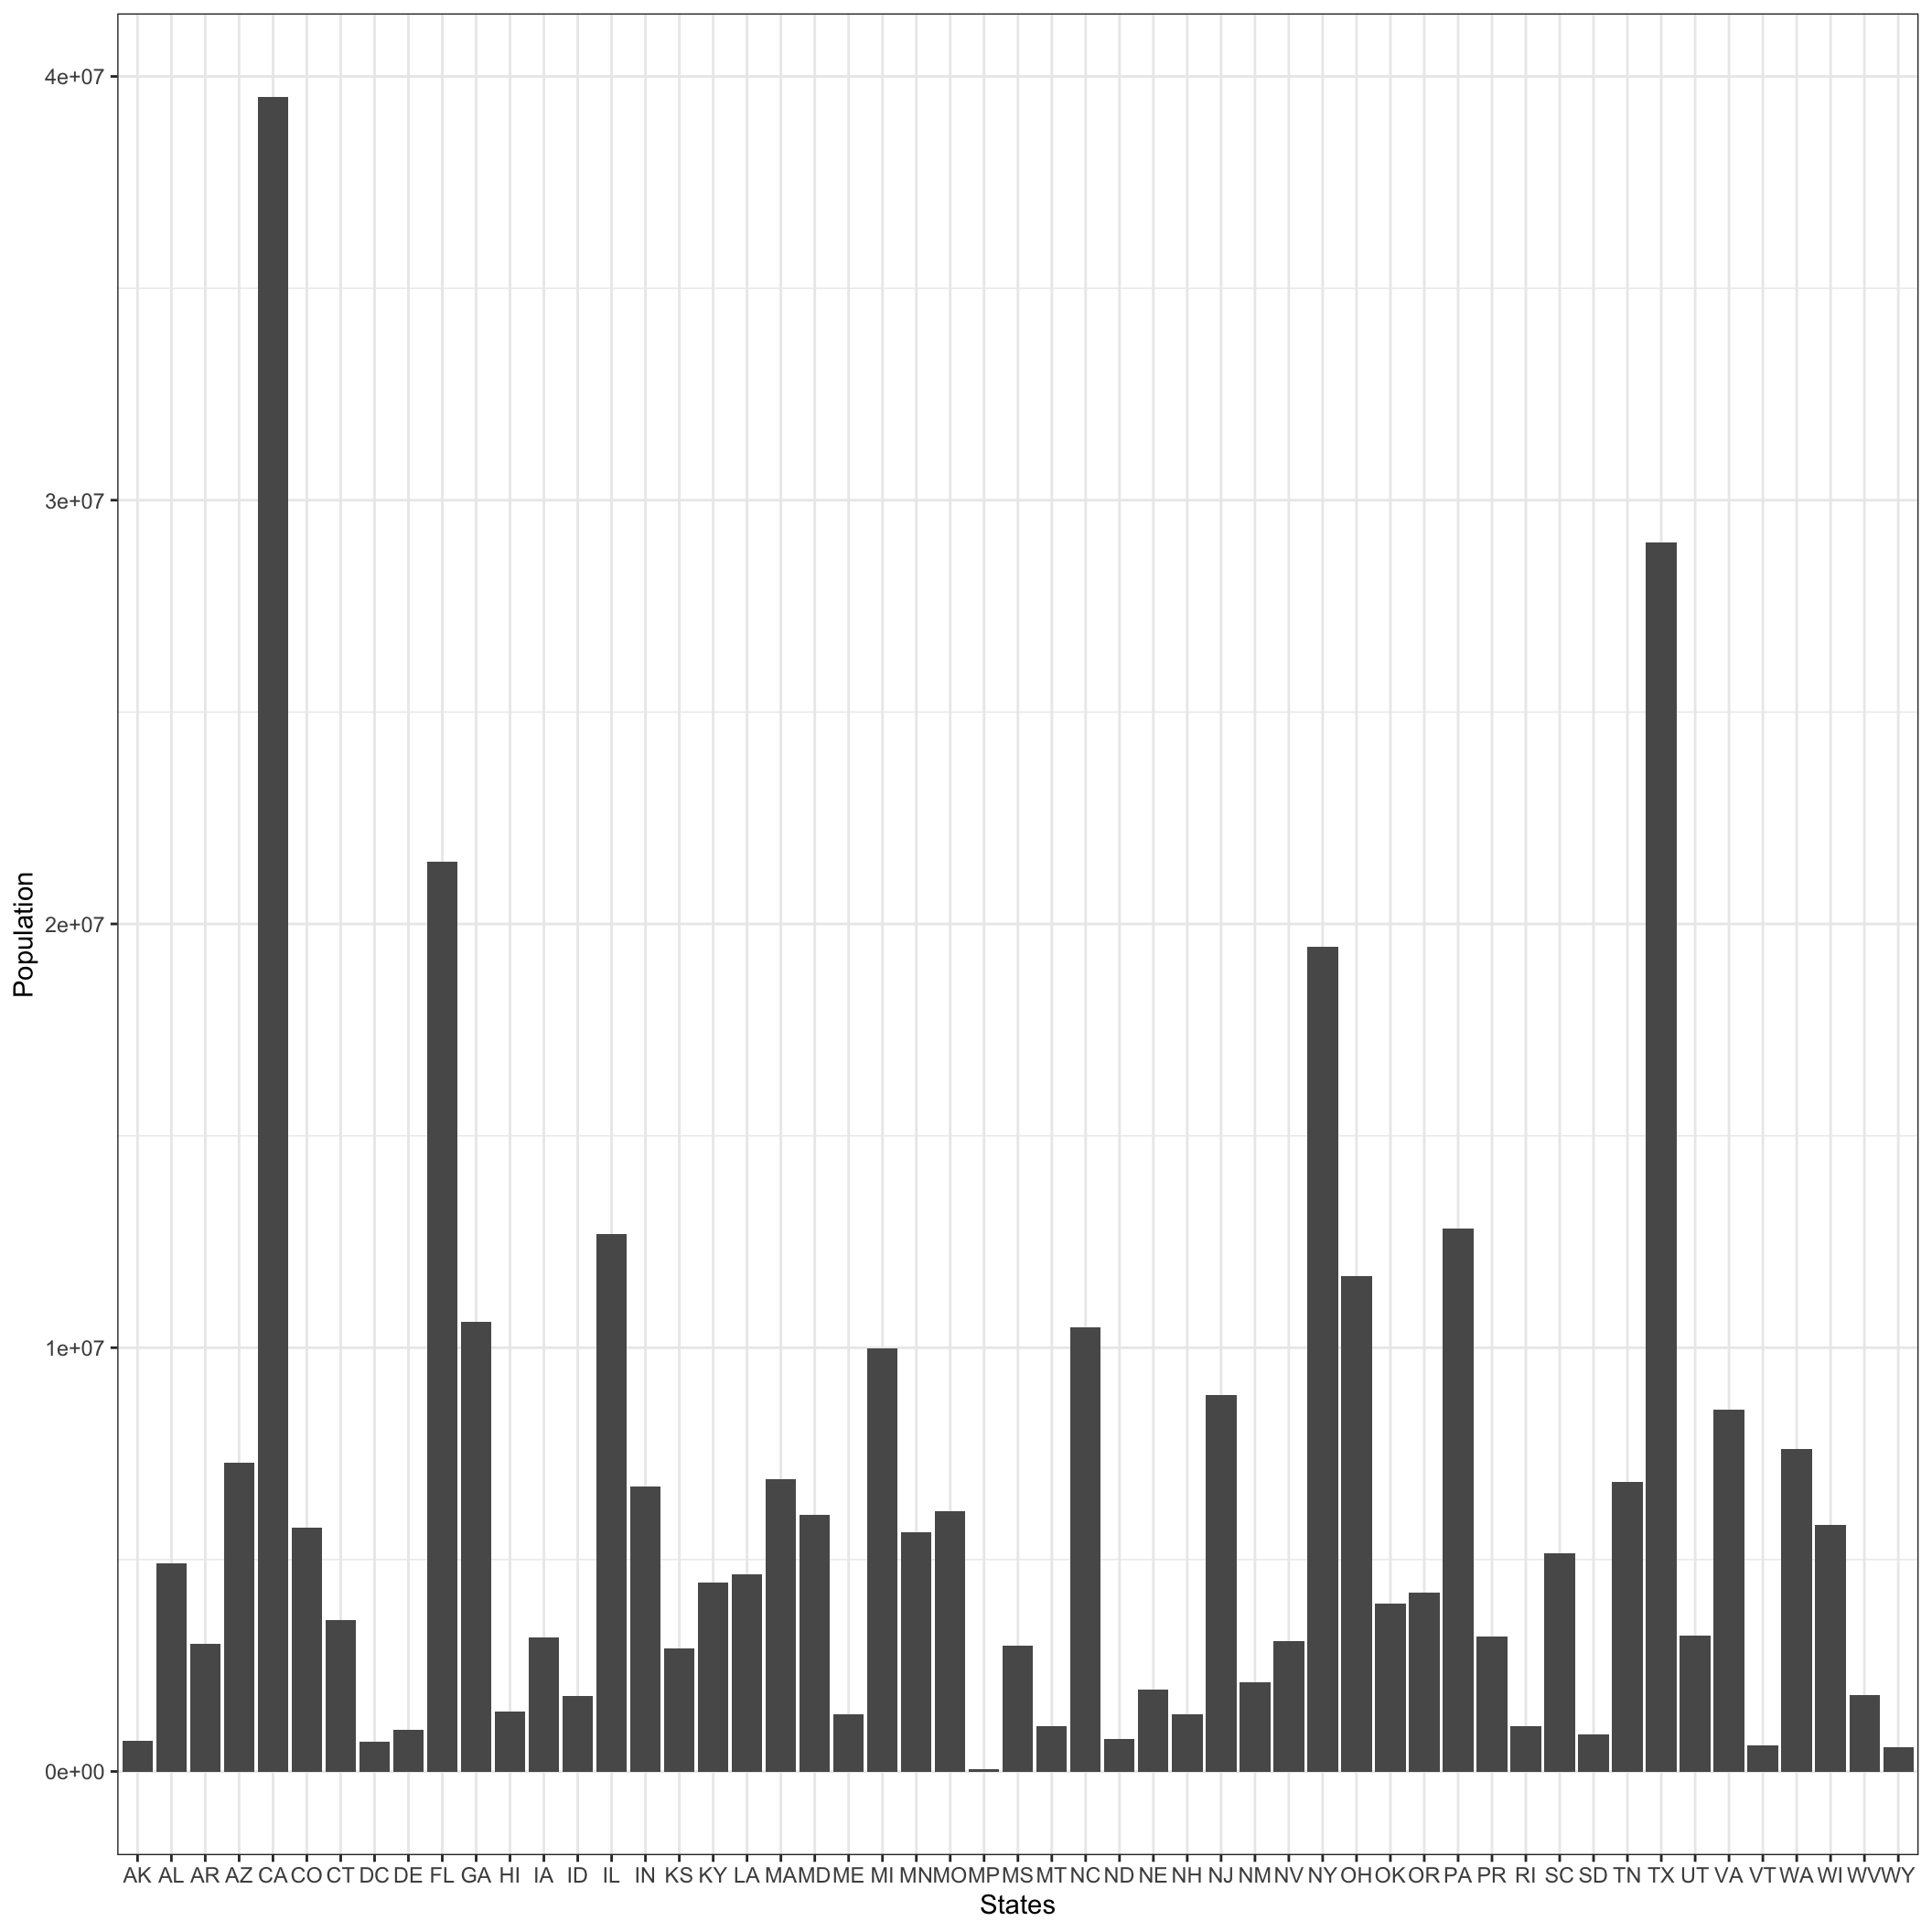 4e+07
3e+07
2e+07
1e+07
0e+00
Population
AK AL AR AZ CA CO CT DC DE FL GA HI IA ID IL IN KS KY LA MA MD ME MI MN MO MP MS MT NC ND NE NH NJ NM NV NY OH OK OR PA PR RI SC SD TN TX UT VA VT WA WI WV WY
States